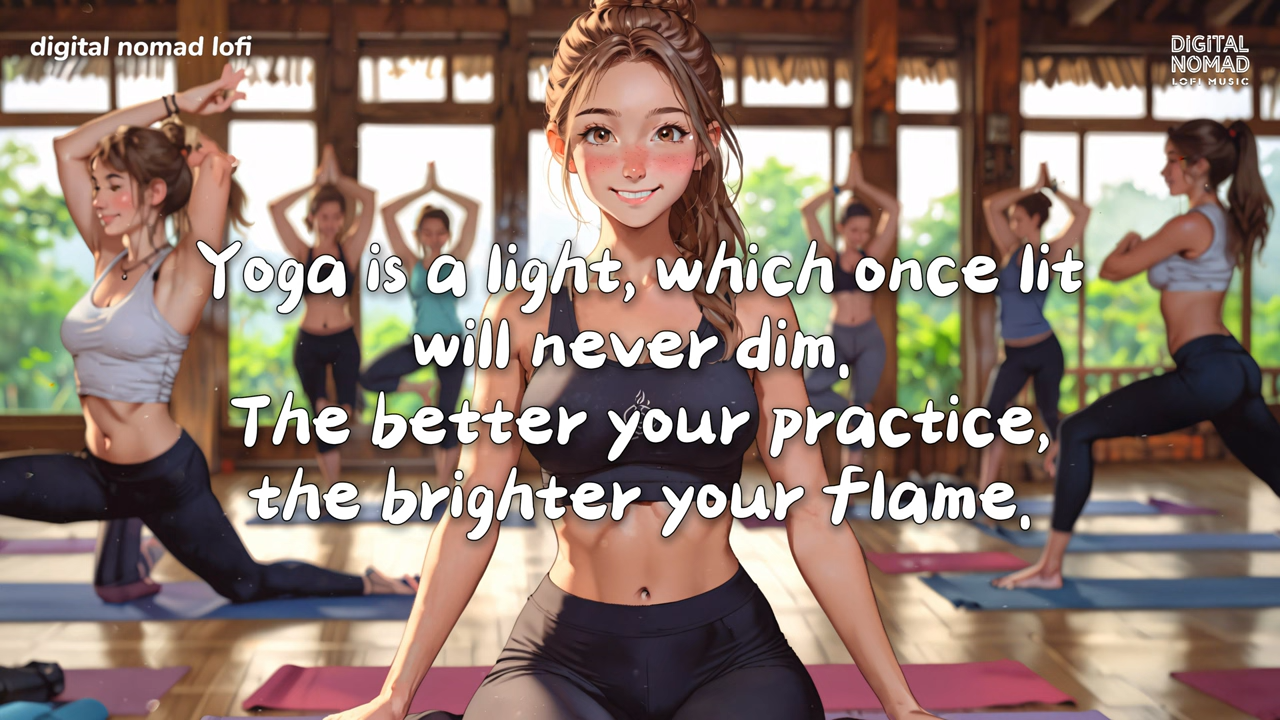 digital nomad lofi
DIGITAL
NOMAD
LOFI MUSIC
Yoga is a light, which once lit
will never dim.
The better your practice,
the brighter your flame.